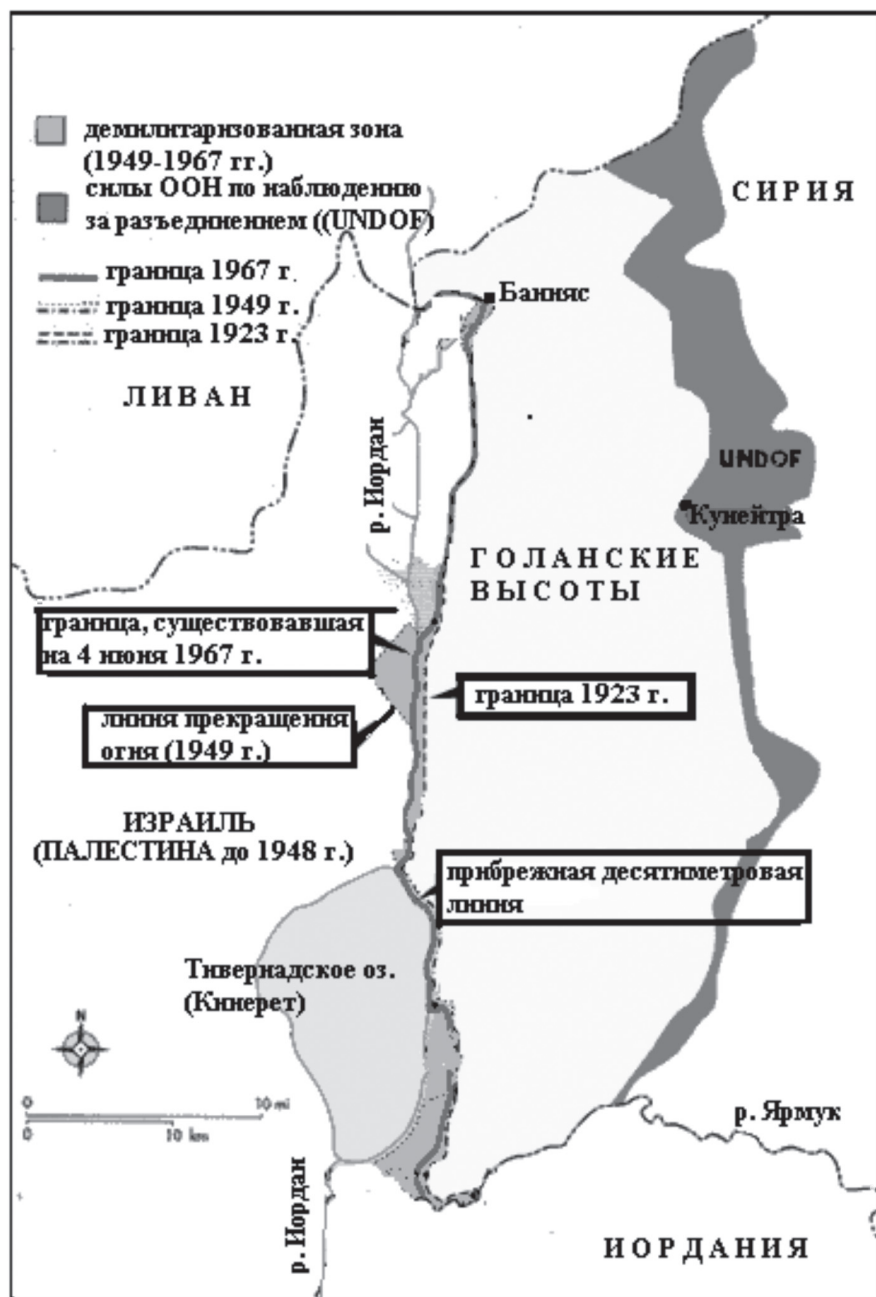 демилитаризованная зона
(1949-1967 гг.)
силы ООН по наблюдению
за разъединением ((UNDOF)
граница 1967 г.
граница 1949 г.
граница 1923 г.
СИРИЯ
Банияс
ЛИВАН
р. Иордан
UNDOF
Кунейтра
ГОЛАНСКИЕ
ВЫСОТЫ
граница, существовавшая
на 4 июня 1967 г.
граница 1923 г.
линия прекращения
огня (1949 г.)
ИЗРАИЛЬ
(ПАЛЕСТИНА до 1948 г.)
прибрежная десятиметровая
линия
Тивернадское оз.
(Кинерет)
N
0 10 mi
0 10 km
р. Ярмук
р. Иордан
ИОРДАНИЯ